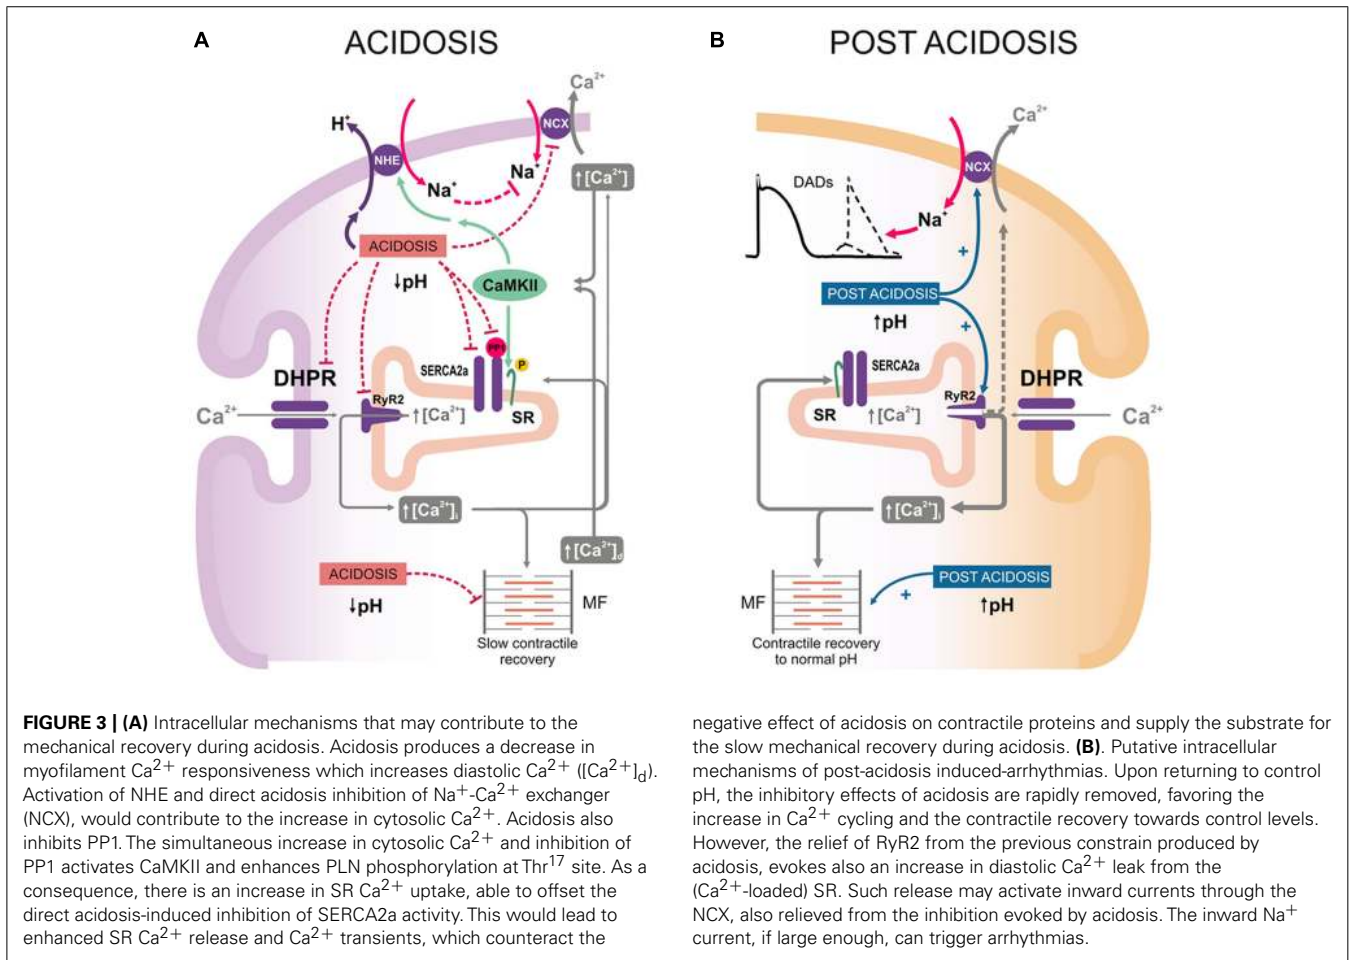 A
ACIDOSIS
Ca²⁺
H⁺
NCX
NHE
Na⁺
Na⁺
↑[Ca²⁺]
ACIDOSIS
↓pH
CaMKII
PP1
P
SERCA2a
DHPR
RyR2
Ca²⁺
↑[Ca²⁺]
SR
↑[Ca²⁺]i
↑[Ca²⁺]d
ACIDOSIS
↓pH
MF
Slow contractile
recovery
B
POST ACIDOSIS
Ca²⁺
NCX
DADs
Na⁺
+
POST ACIDOSIS
↑pH
+
SERCA2a
DHPR
RyR2
SR
↑[Ca²⁺]
Ca²⁺
↑[Ca²⁺]i
POST ACIDOSIS
+
↑pH
MF
Contractile recovery
to normal pH
FIGURE 3 | (A) Intracellular mechanisms that may contribute to the
mechanical recovery during acidosis. Acidosis produces a decrease in
myofilament Ca²⁺ responsiveness which increases diastolic Ca²⁺ ([Ca²⁺]d).
Activation of NHE and direct acidosis inhibition of Na⁺-Ca²⁺ exchanger
(NCX), would contribute to the increase in cytosolic Ca²⁺. Acidosis also
inhibits PP1. The simultaneous increase in cytosolic Ca²⁺ and inhibition of
PP1 activates CaMKII and enhances PLN phosphorylation at Thr¹⁷ site. As a
consequence, there is an increase in SR Ca²⁺ uptake, able to offset the
direct acidosis-induced inhibition of SERCA2a activity. This would lead to
enhanced SR Ca²⁺ release and Ca²⁺ transients, which counteract the
negative effect of acidosis on contractile proteins and supply the substrate for
the slow mechanical recovery during acidosis. (B). Putative intracellular
mechanisms of post-acidosis induced-arrhythmias. Upon returning to control
pH, the inhibitory effects of acidosis are rapidly removed, favoring the
increase in Ca²⁺ cycling and the contractile recovery towards control levels.
However, the relief of RyR2 from the previous constrain produced by
acidosis, evokes also an increase in diastolic Ca²⁺ leak from the
(Ca²⁺-loaded) SR. Such release may activate inward currents through the
NCX, also relieved from the inhibition evoked by acidosis. The inward Na⁺
current, if large enough, can trigger arrhythmias.